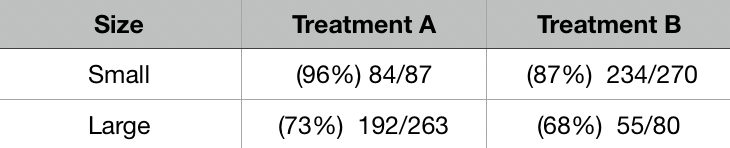 Size Treatment A Treatment B
Small (96%) 84/87 (87%) 234/270
Large (73%) 192/263 (68%) 55/80